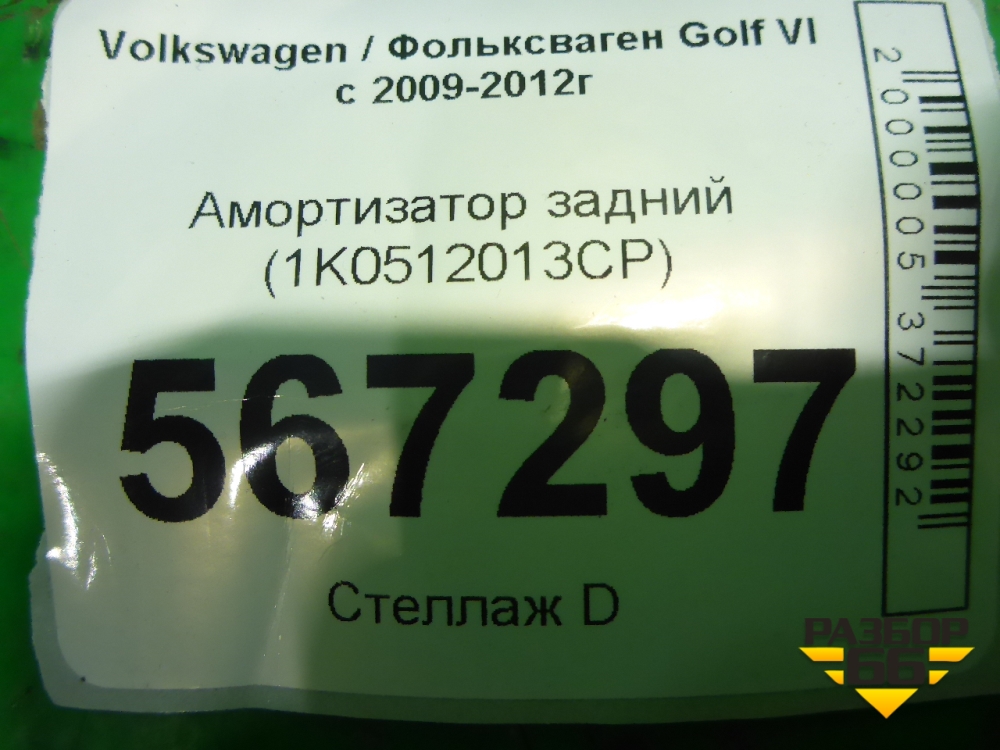 Volkswagen / Фольксваген Golf VI
с 2009-2012г
Амортизатор задний
(1K0512013CP)
567297
Стеллаж D
2000005372292
РАЗБОР
66